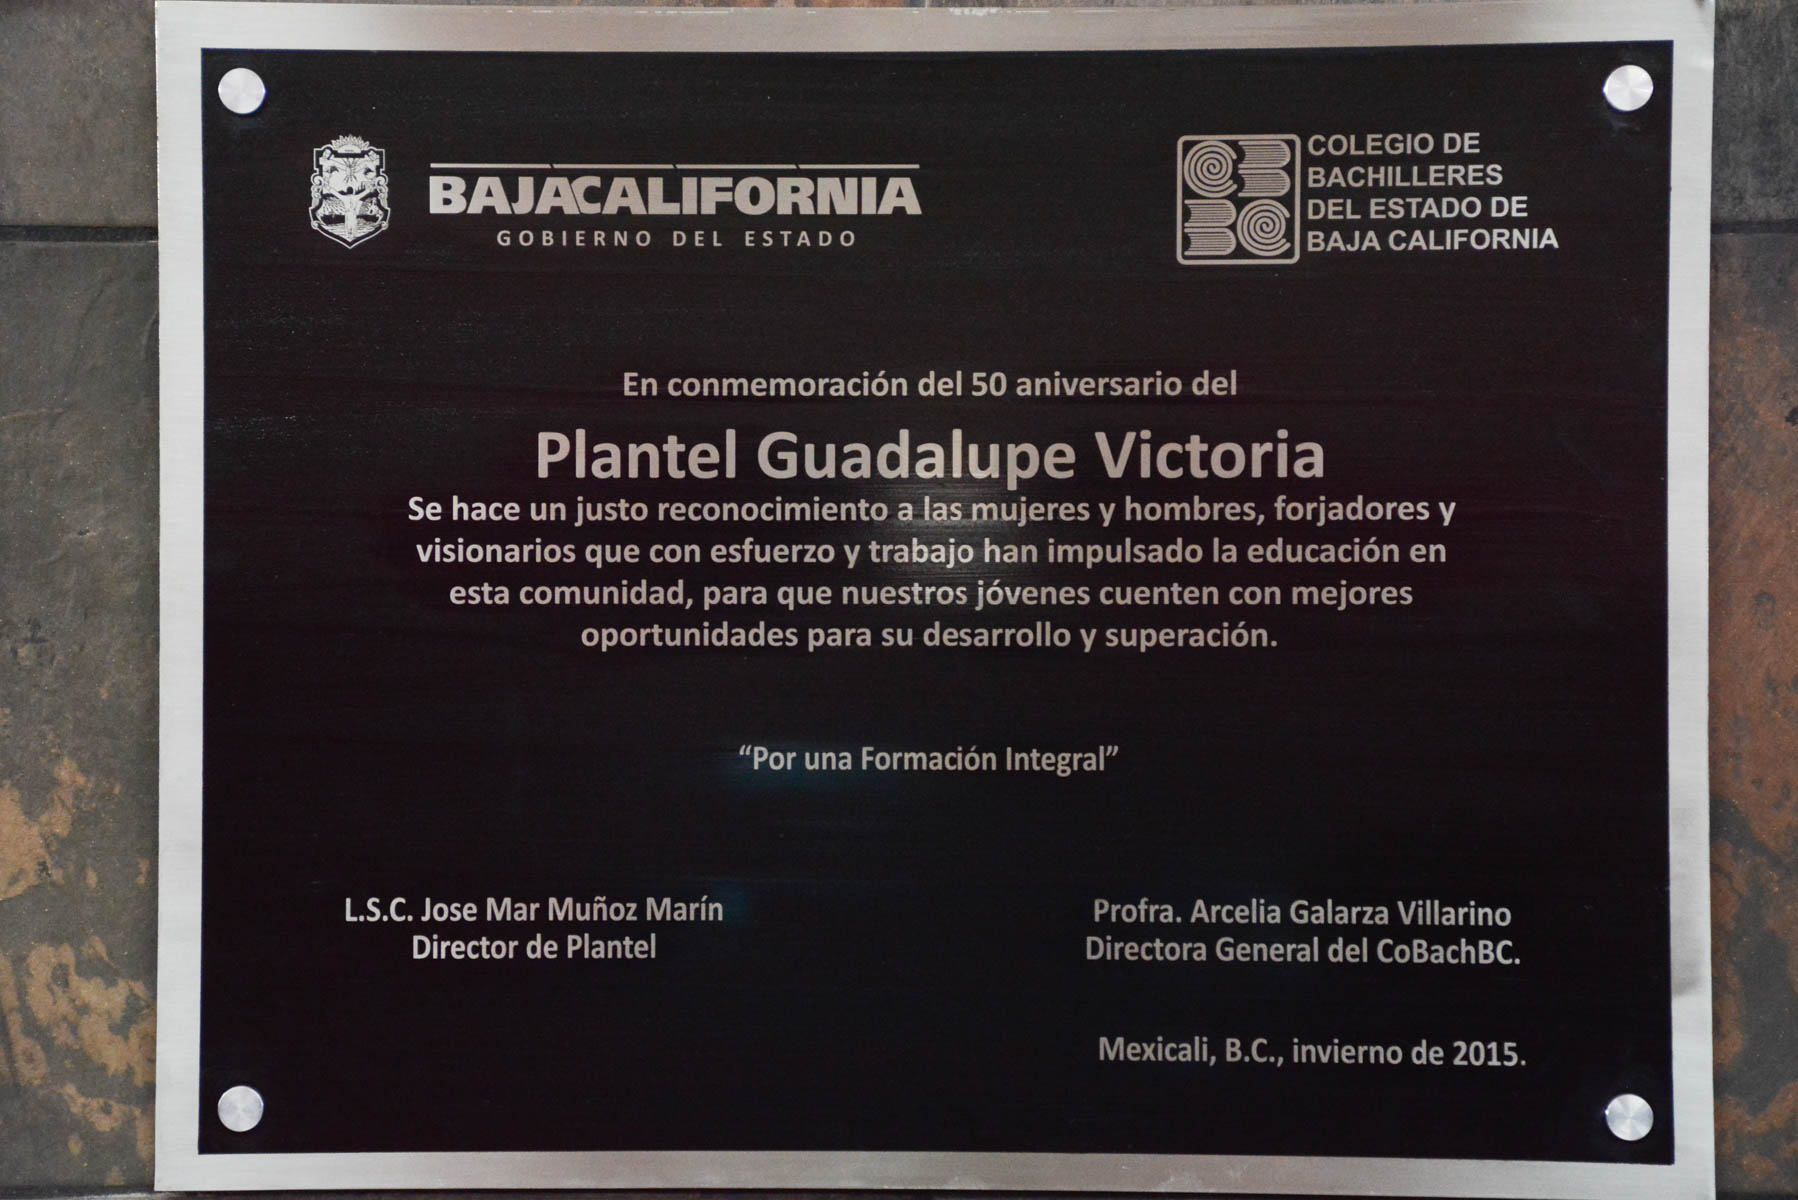 BAJACALIFORNIA
GOBIERNO DEL ESTADO
COLEGIO DE
BACHILLERES
DEL ESTADO DE
BAJA CALIFORNIA
En conmemoración del 50 aniversario del
Plantel Guadalupe Victoria
Se hace un justo reconocimiento a las mujeres y hombres, forjadores y
visionarios que con esfuerzo y trabajo han impulsado la educación en
esta comunidad, para que nuestros jóvenes cuenten con mejores
oportunidades para su desarrollo y superación.
“Por una Formación Integral”
L.S.C. Jose Mar Muñoz Marín
Director de Plantel
Profra. Arcelia Galarza Villarino
Directora General del CoBachBC.
Mexicali, B.C., invierno de 2015.